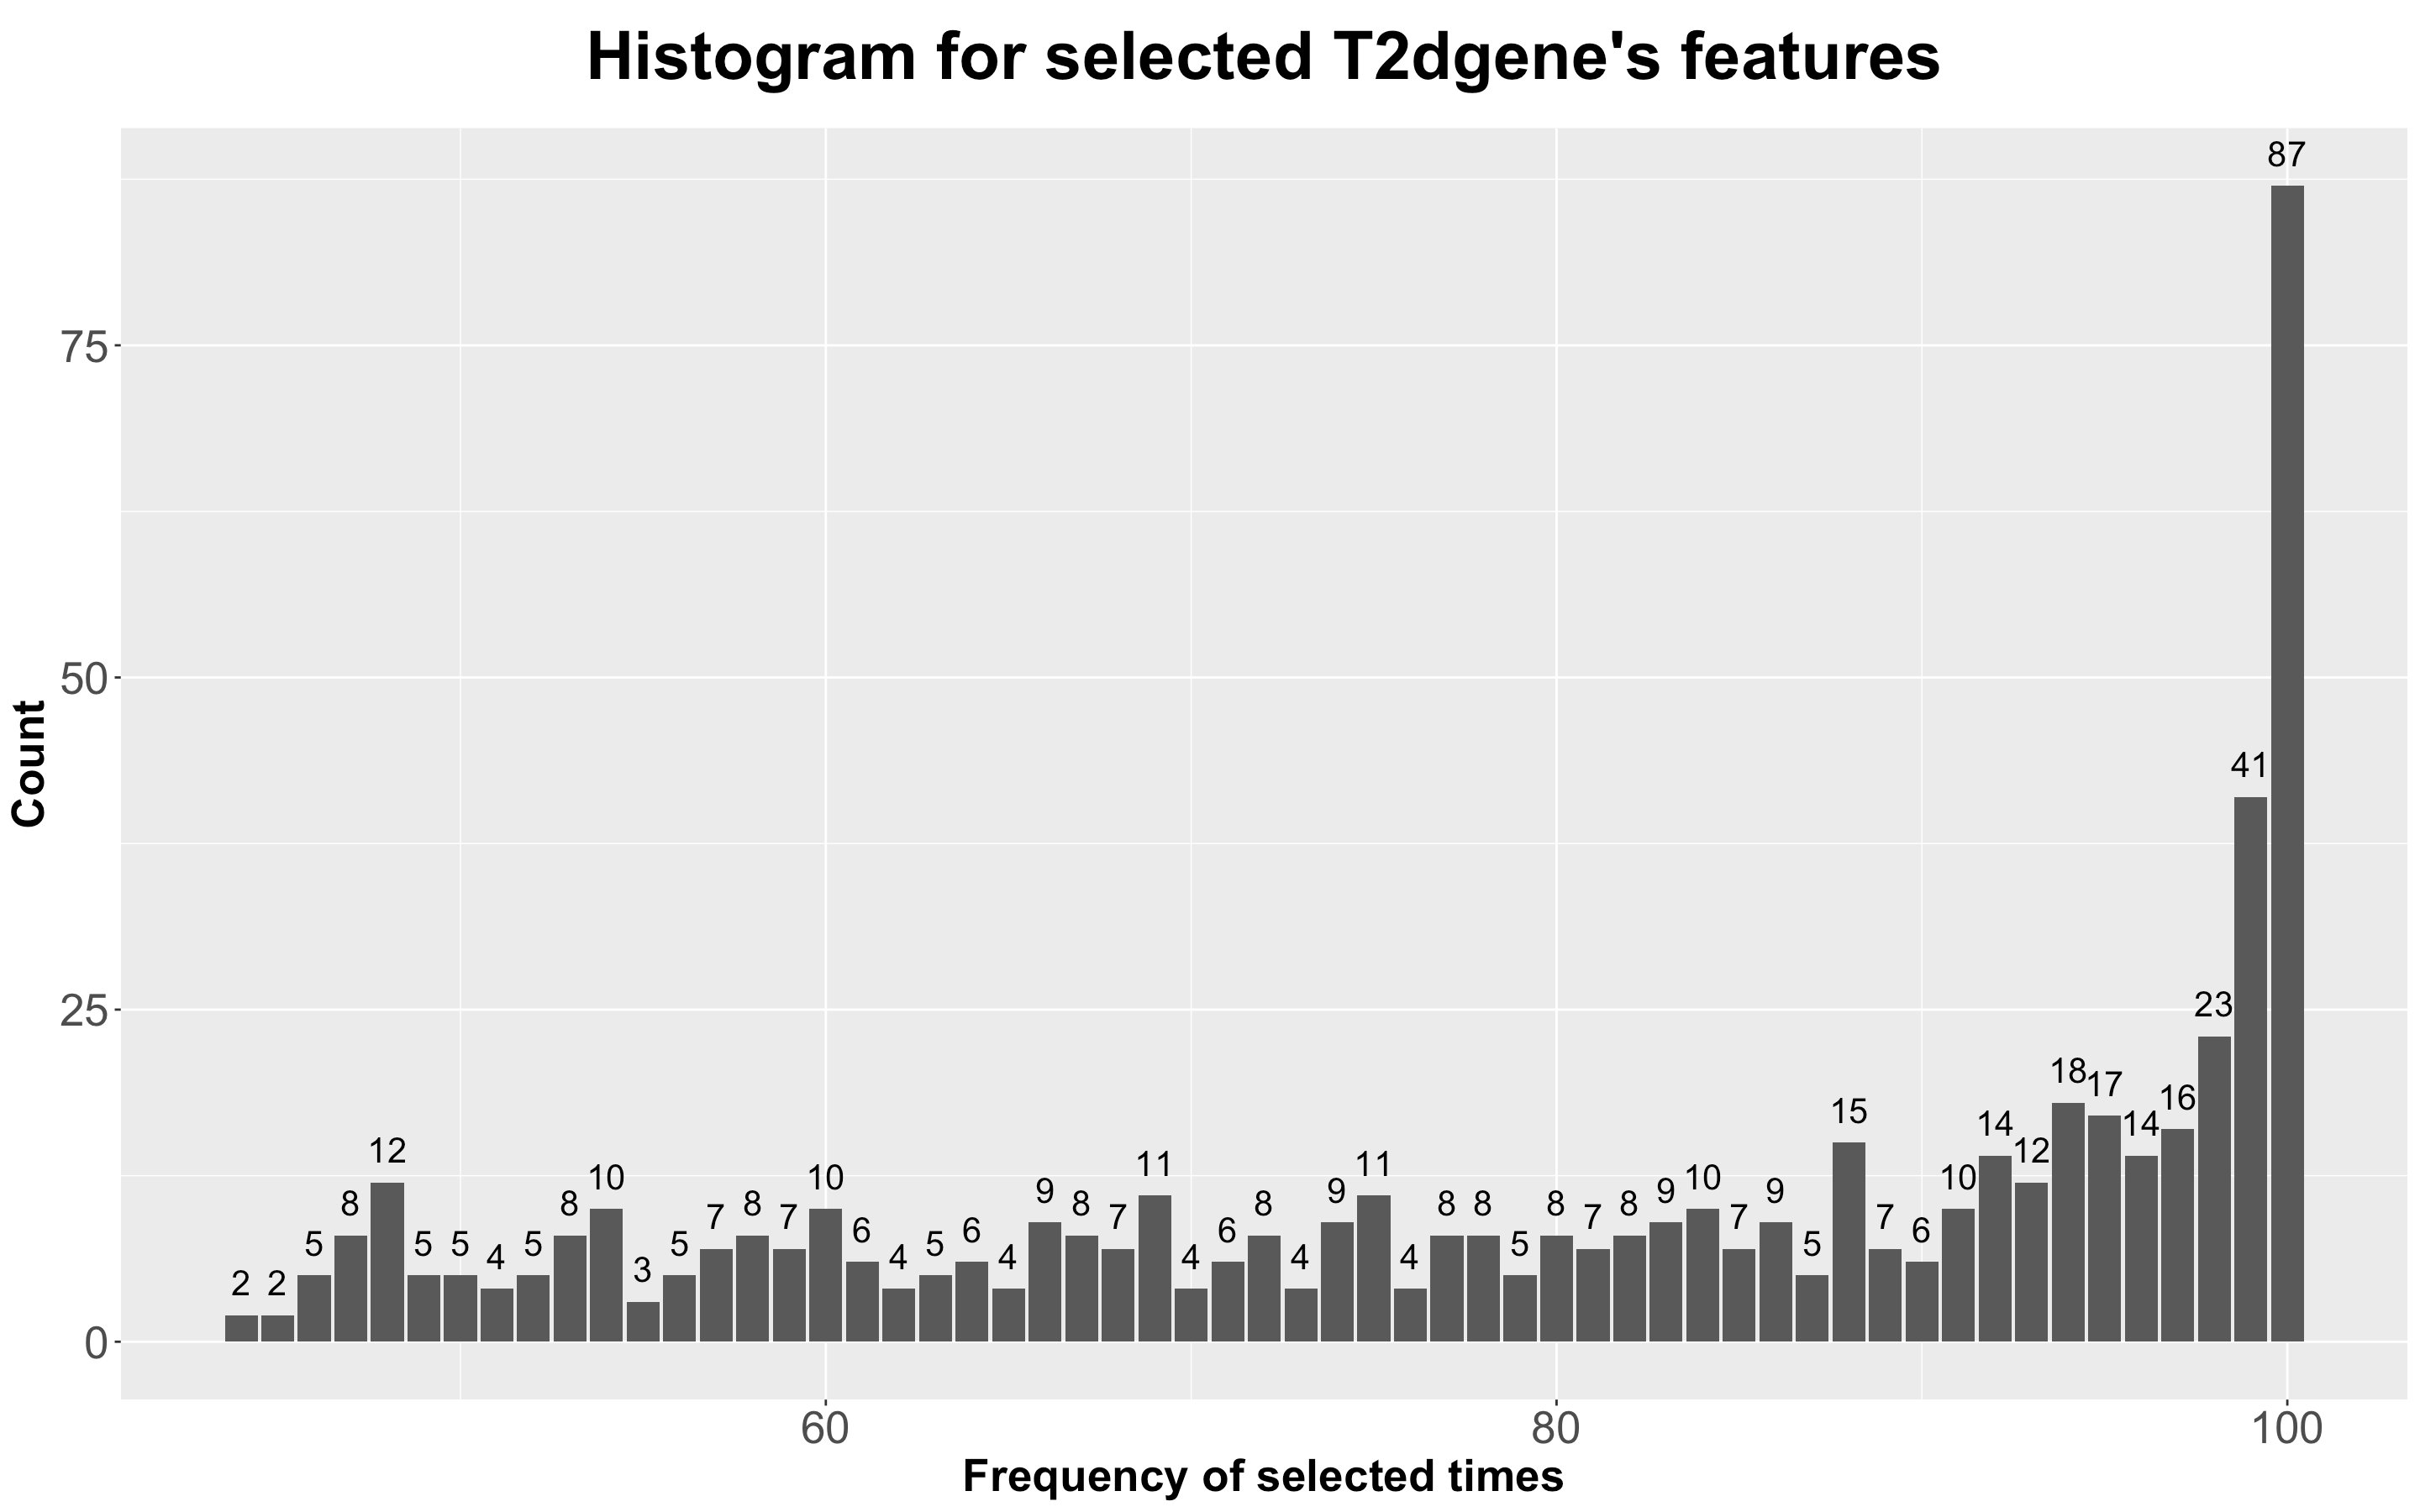 Histogram for selected T2dgene's features
Count
75
50
25
0
2 2 5 8 12 5 5 4 5 8 10 3 5 7 8 7 10 6 4 5 6 4 9 8 7 11 4 6 8 4 9 11 4 8 8 5 8 7 8 9 10 7 9 5 15 7 6 10 14 12 18 17 14 16 23 41 87
60 80 100
Frequency of selected times